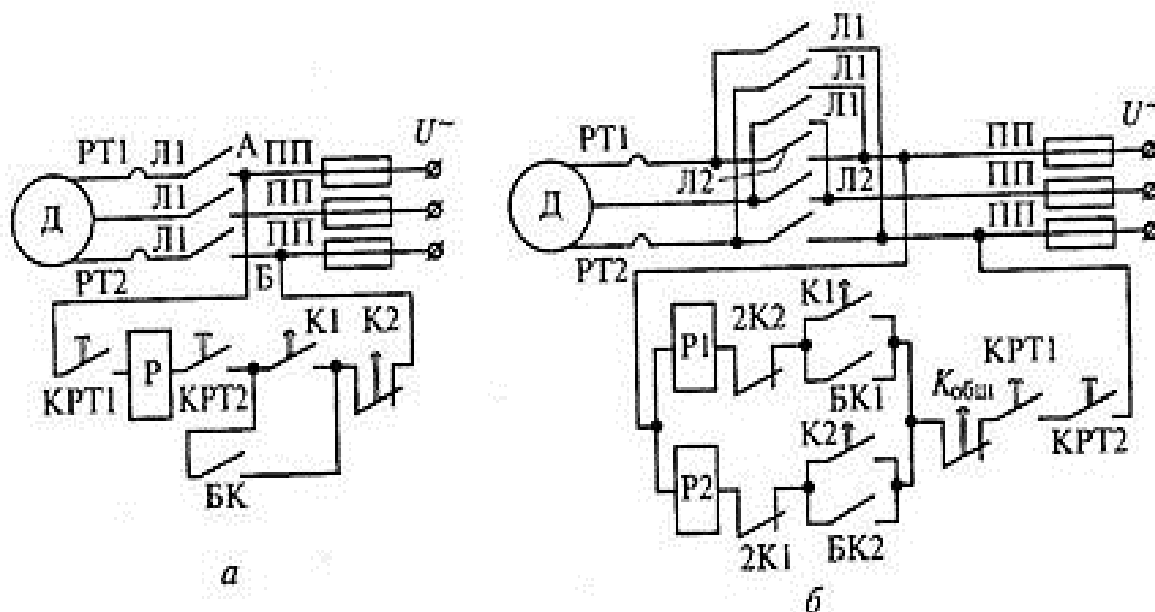 РТ1
Л1
А
ПП
U~
Л1
ПП
Д
Л1
ПП
РТ2
Б
К1
К2
КРТ1
Р
КРТ2
БК
а
Л1
Л1
Л1
U~
РТ1
ПП
Л2
Л2
ПП
Д
ПП
РТ2
К1
2К2
Р1
КРТ1
БК1
Kобщ
К2
КРТ2
Р2
2К1
БК2
б